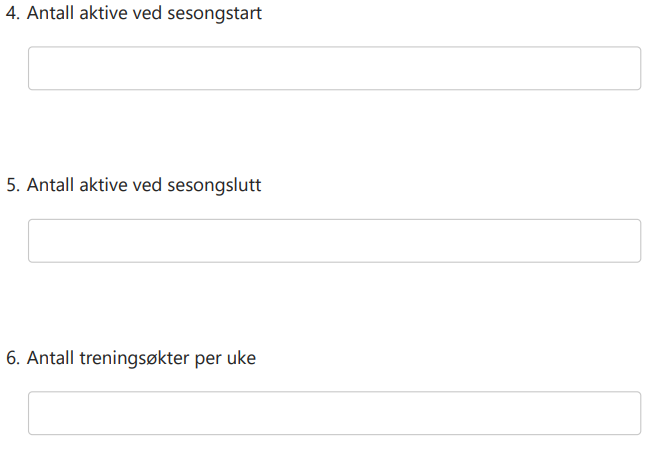 4. Antall aktive ved sesongstart
5. Antall aktive ved sesongslutt
6. Antall treningsøkter per uke